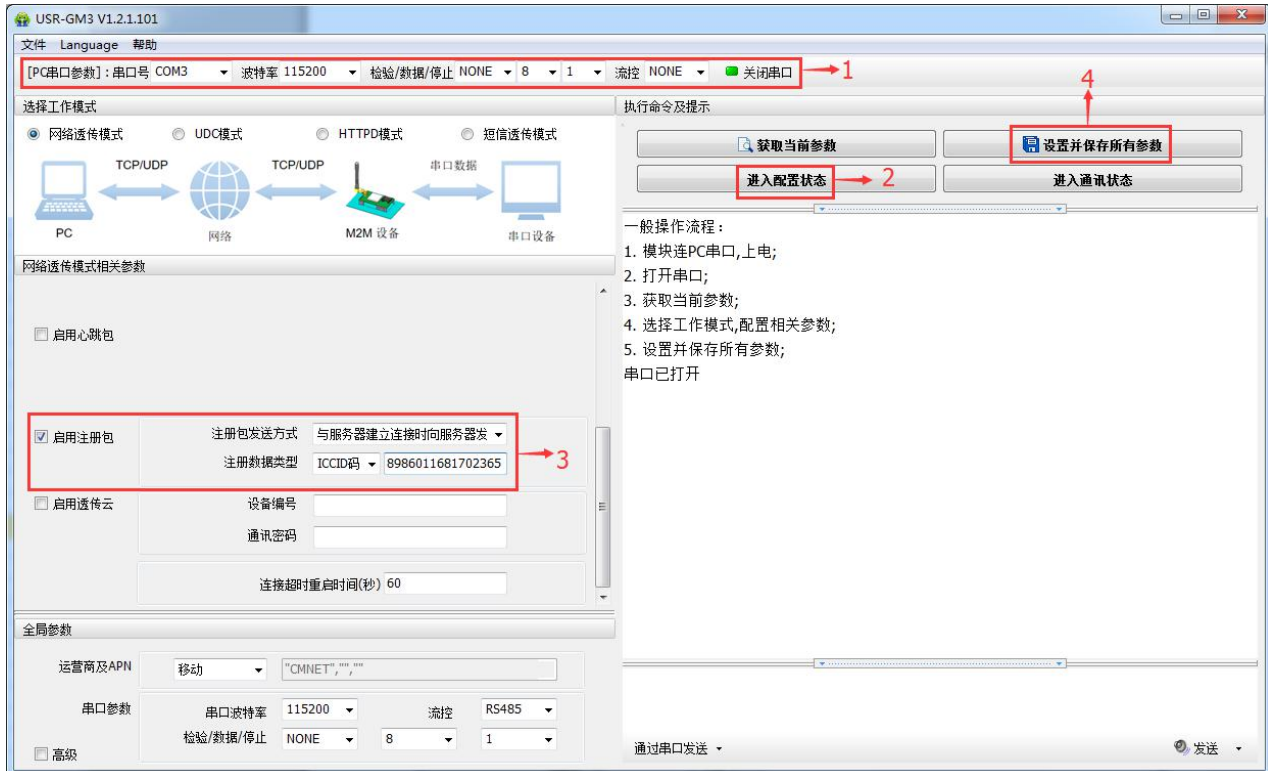 USR-GM3 V1.2.1.101
文件 Language 帮助
[PC串口参数]:串口号 COM3 波特率 115200 检验/数据/停止 NONE 8 1 流控 NONE 关闭串口 1
选择工作模式
网络透传模式 UDC模式 HTTPD模式 短信透传模式
TCP/UDP TCP/UDP 串口数据
PC 网络 M2M 设备 串口设备
网络透传模式相关参数
启用心跳包
启用注册包 注册包发送方式 与服务器建立连接时向服务器发
注册数据类型 ICCID码 8986011681702365 3
启用透传云 设备编号
通讯密码
连接超时重启时间(秒) 60
全局参数
运营商及APN 移动 "CMNET","",""
串口参数 串口波特率 115200 流控 RS485
检验/数据/停止 NONE 8 1
高级
执行命令及提示
4
获取当前参数 设置并保存所有参数
进入配置状态 2 进入通讯状态
一般操作流程:
1. 模块连PC串口,上电;
2. 打开串口;
3. 获取当前参数;
4. 选择工作模式,配置相关参数;
5. 设置并保存所有参数;
串口已打开
通过串口发送 发送